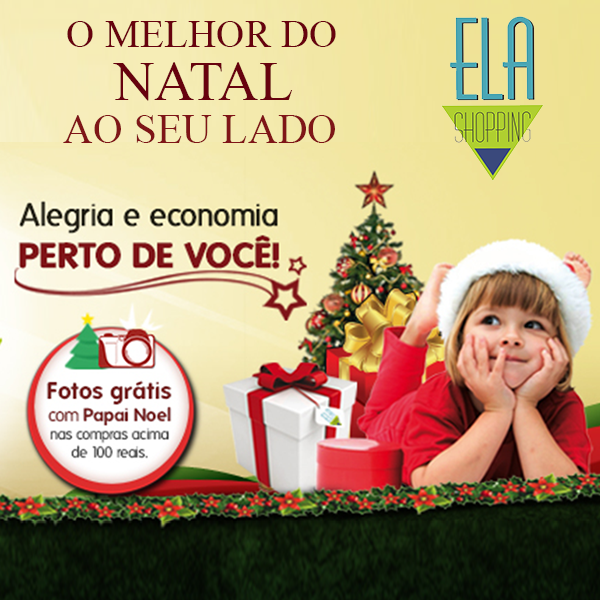 O MELHOR DO
NATAL
AO SEU LADO
ELA
SHOPPING
Alegria e economia
PERTO DE VOCÊ!
Fotos grátis
com Papai Noel
nas compras acima
de 100 reais.